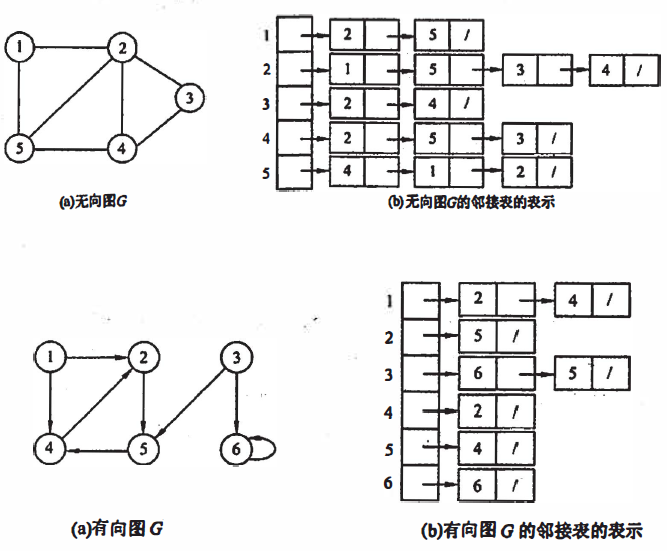 1 2
3
5 4
(a)无向图G
1 2 5 /
2 1 5 3 4 /
3 2 4 /
4 2 5 3 /
5 4 1 2 /
(b)无向图G的邻接表的表示
1 2 3
4 5 6
(a)有向图 G
1 2 4 /
2 5 /
3 6 5 /
4 2 /
5 4 /
6 6 /
(b)有向图 G 的邻接表的表示